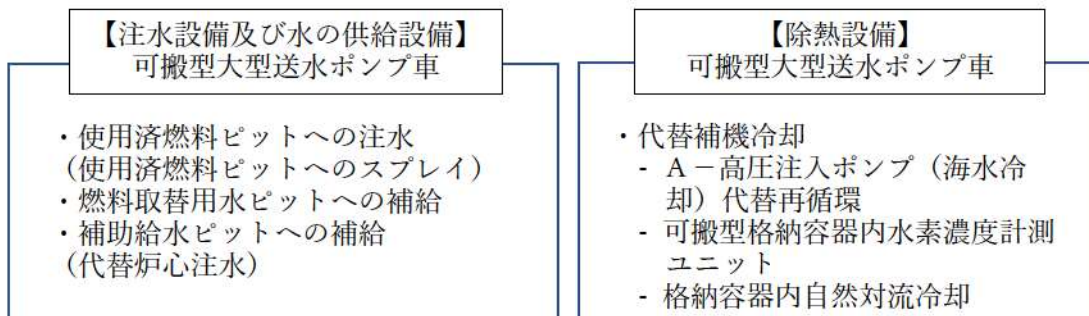 【注水設備及び水の供給設備】
可搬型大型送水ポンプ車
・使用済燃料ピットへの注水
（使用済燃料ピットへのスプレイ）
・燃料取替用水ピットへの補給
・補助給水ピットへの補給
（代替炉心注水）
【除熱設備】
可搬型大型送水ポンプ車
・代替補機冷却
- A－高圧注入ポンプ（海水冷
却）代替再循環
- 可搬型格納容器内水素濃度計測
ユニット
- 格納容器内自然対流冷却